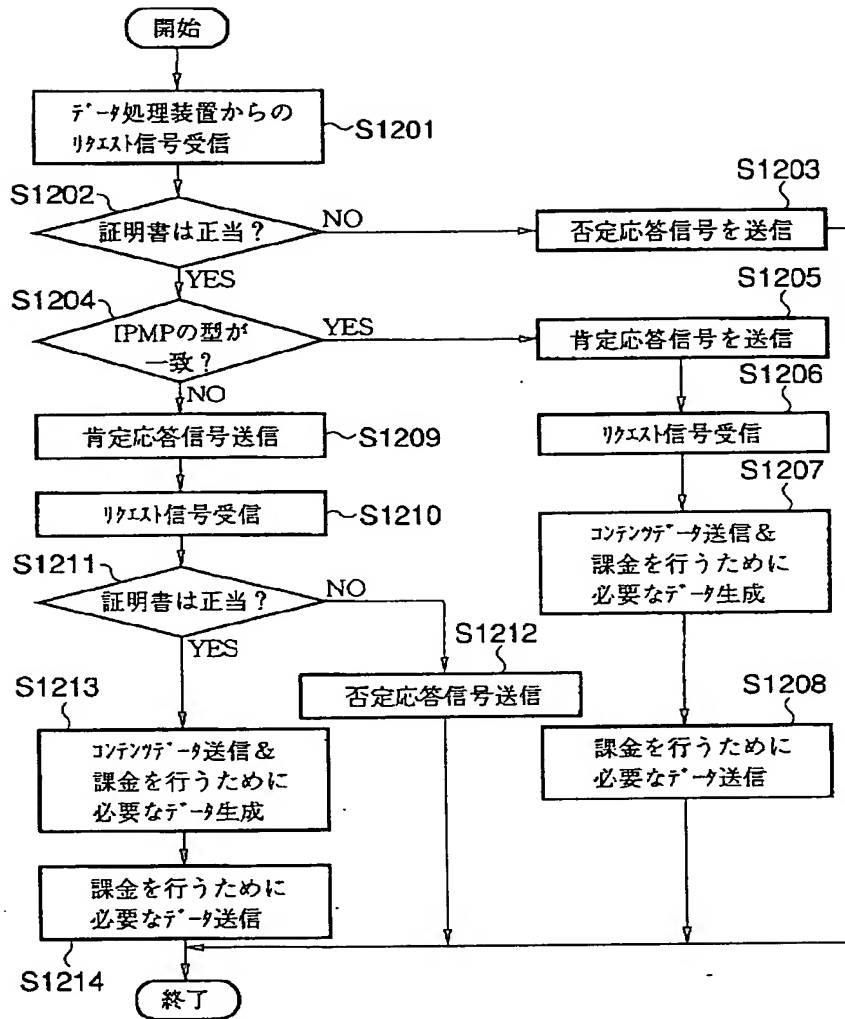 開始
データ処理装置からの
リクエスト信号受信
S1201
S1202
証明書は正当?
NO
YES
S1203
否定応答信号を送信
S1204
IPMPの型が
一致?
YES
NO
S1205
肯定応答信号を送信
S1206
リクエスト信号受信
S1207
コンテンツデータ送信&
課金を行うために
必要なデータ生成
S1208
課金を行うために
必要なデータ送信
肯定応答信号送信
S1209
リクエスト信号受信
S1210
S1211
証明書は正当?
NO
YES
S1212
否定応答信号送信
S1213
コンテンツデータ送信&
課金を行うために
必要なデータ生成
課金を行うために
必要なデータ送信
S1214
終了